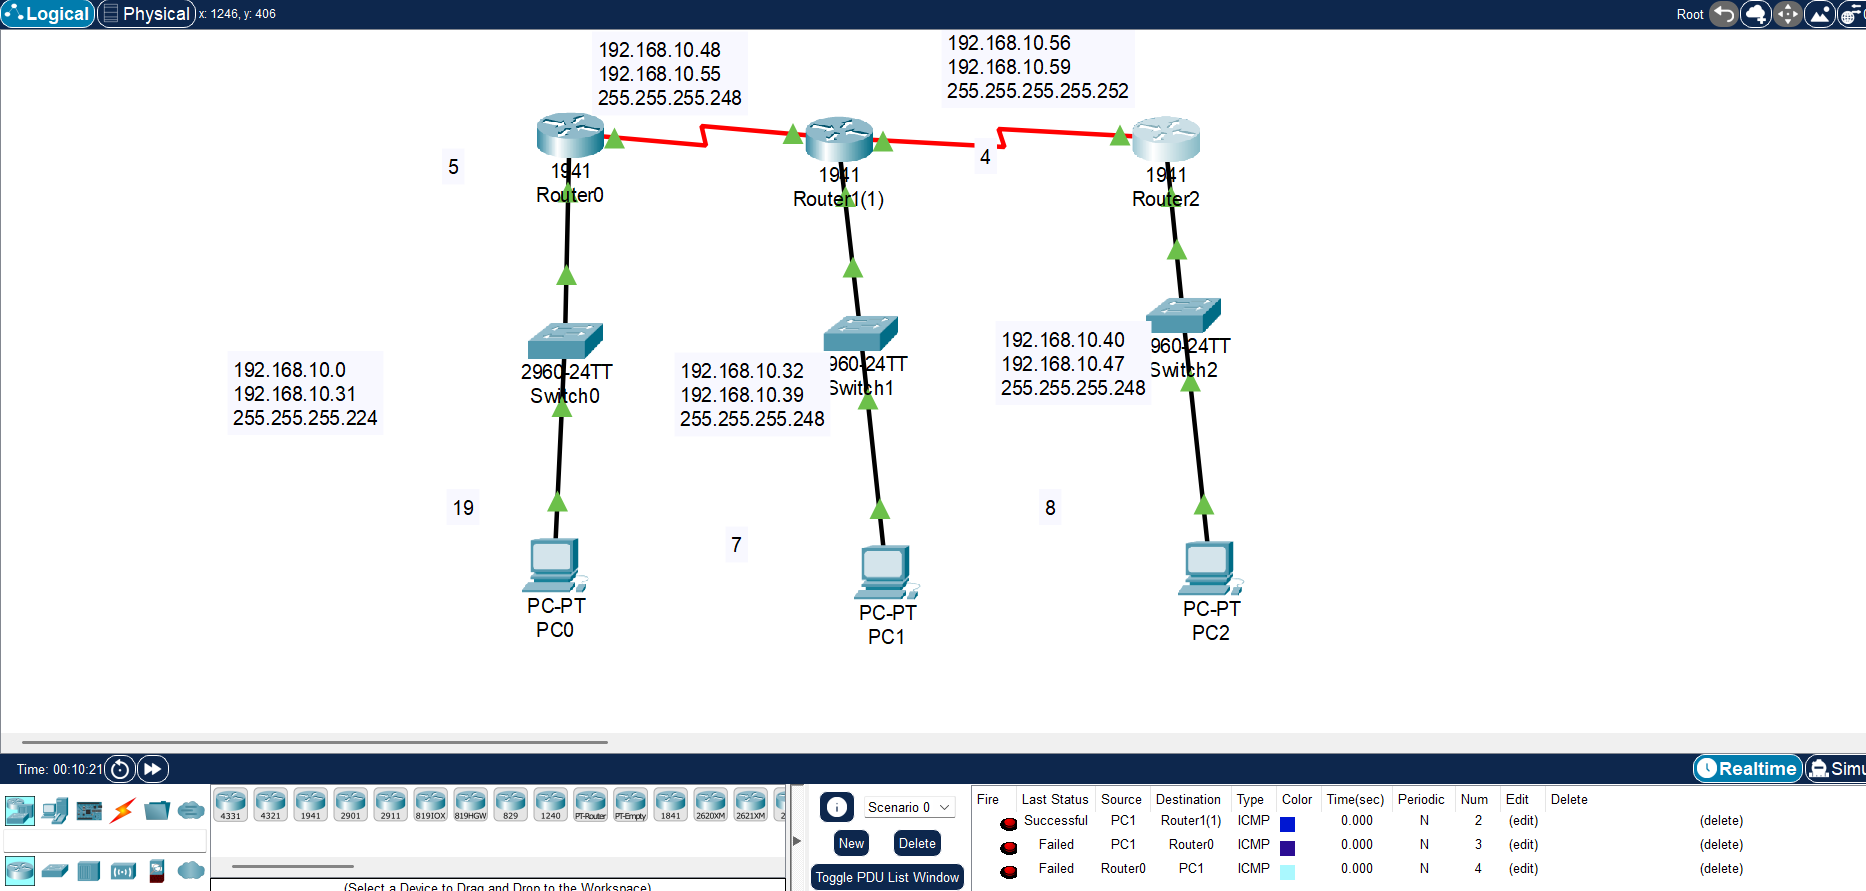 Logical
Physical
x: 1246, y: 406
Root
192.168.10.48
192.168.10.55
255.255.255.248
192.168.10.56
192.168.10.59
255.255.255.255.252
5
1941
Router0
1941
Router1(1)
4
1941
Router2
192.168.10.0
192.168.10.31
255.255.255.224
2960-24TT
Switch0
192.168.10.32
192.168.10.39
255.255.255.248
960-24TT
Switch1
192.168.10.40
192.168.10.47
255.255.255.248
960-24TT
Switch2
19
7
8
PC-PT
PC0
PC-PT
PC1
PC-PT
PC2
Time: 00:10:21
Realtime
Simu
4331
4321
1941
2901
2911
819IOX
819HGW
829
1240
PT-Router
PT-Empty
1841
2620XM
2621XM
2
(Select a Device to Drag and Drop to the Workspace)
Scenario 0
New
Delete
Toggle PDU List Window
Fire Last Status Source Destination Type Color Time(sec) Periodic Num Edit Delete
Successful PC1 Router1(1) ICMP 0.000 N 2 (edit) (delete)
Failed PC1 Router0 ICMP 0.000 N 3 (edit) (delete)
Failed Router0 PC1 ICMP 0.000 N 4 (edit) (delete)